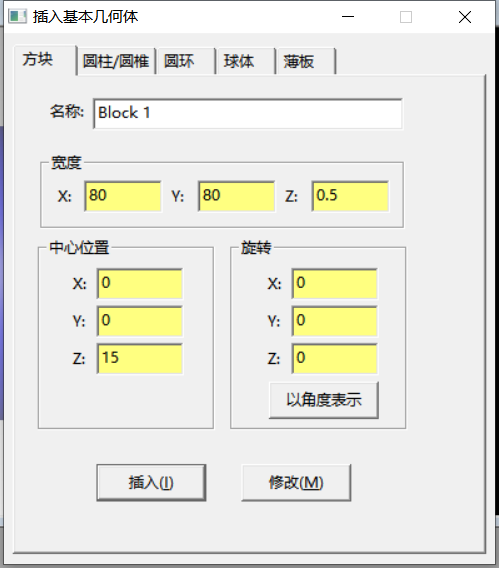 插入基本几何体
方块 圆柱/圆椎 圆环 球体 薄板
名称: Block 1
宽度
X: 80 Y: 80 Z: 0.5
中心位置
X: 0
Y: 0
Z: 15
旋转
X: 0
Y: 0
Z: 0
以角度表示
插入(I) 修改(M)